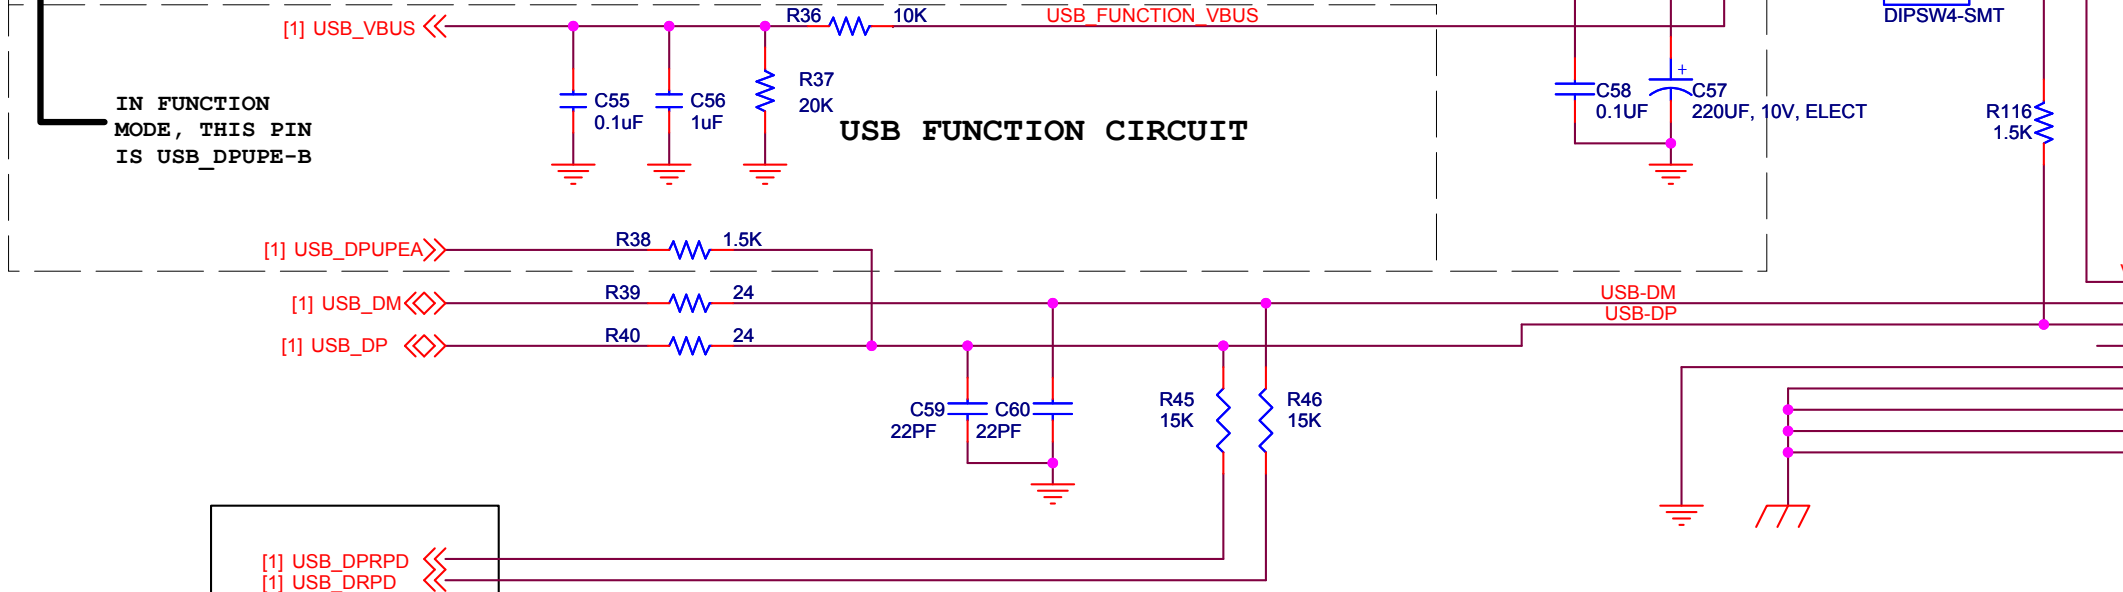 R36 10K USB_FUNCTION_VBUS DIPSW4-SMT
[1] USB_VBUS
R37
20K
C55
0.1uF
C56
1uF
C58
0.1UF
+
C57
220UF, 10V, ELECT
R116
1.5K
IN FUNCTION
MODE, THIS PIN
IS USB_DPUPE-B
USB FUNCTION CIRCUIT
[1] USB_DPUPEA R38 1.5K
[1] USB_DM R39 24 USB-DM
USB-DP
[1] USB_DP R40 24
C59
22PF
C60
22PF
R45
15K
R46
15K
[1] USB_DPRPD
[1] USB_DRPD